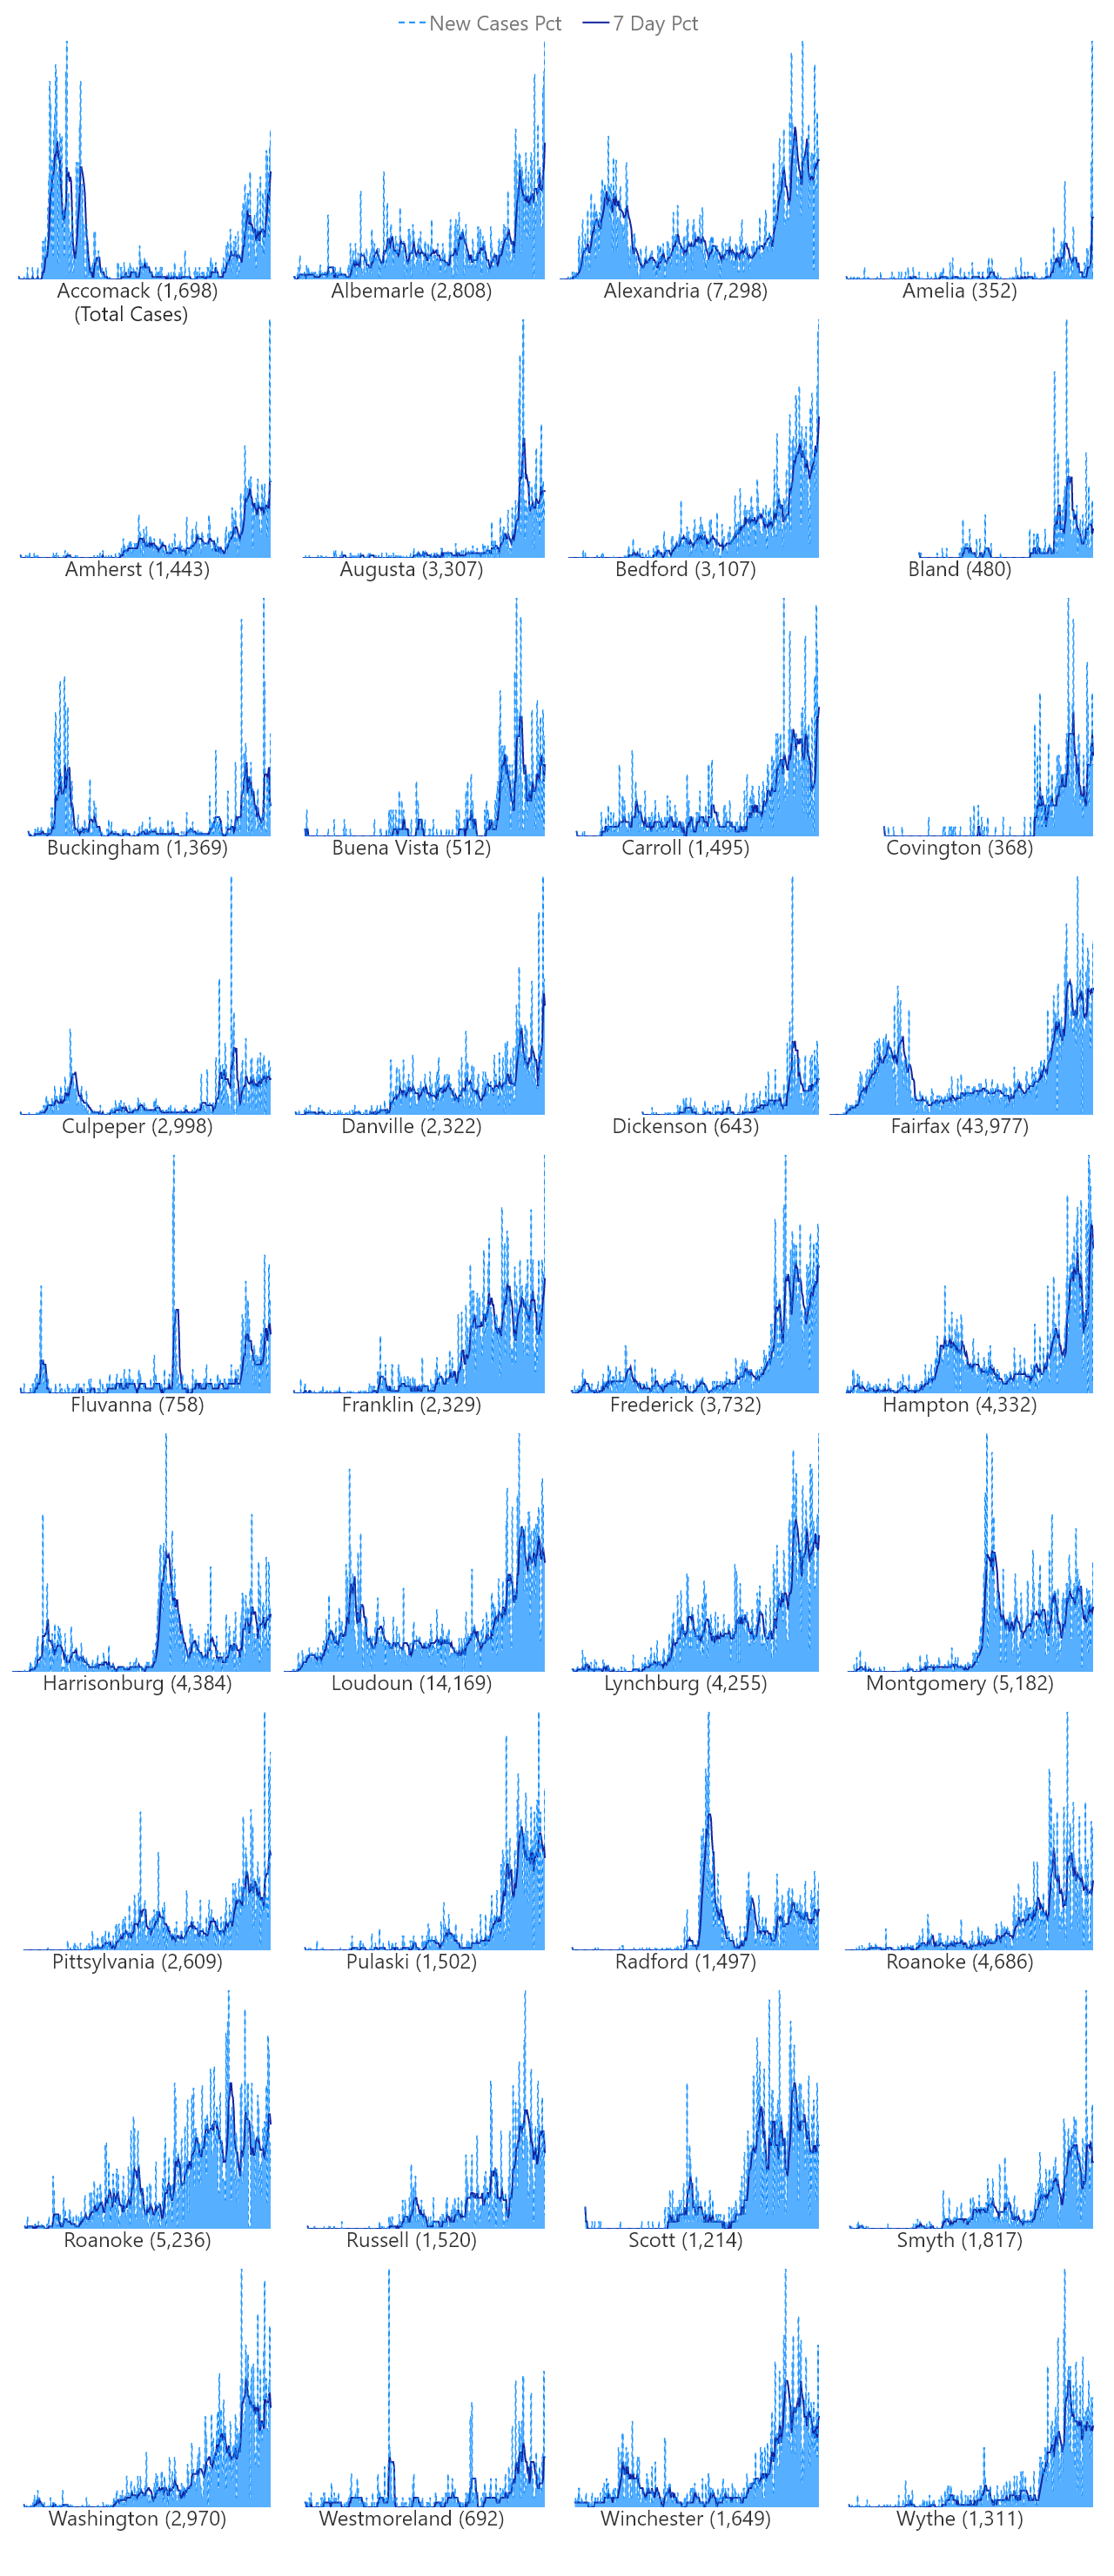 New Cases Pct 7 Day Pct
Accomack (1,698) Albemarle (2,808) Alexandria (7,298) Amelia (352)
(Total Cases)
Amherst (1,443) Augusta (3,307) Bedford (3,107) Bland (480)
Buckingham (1,369) Buena Vista (512) Carroll (1,495) Covington (368)
Culpeper (2,998) Danville (2,322) Dickenson (643) Fairfax (43,977)
Fluvanna (758) Franklin (2,329) Frederick (3,732) Hampton (4,332)
Harrisonburg (4,384) Loudoun (14,169) Lynchburg (4,255) Montgomery (5,182)
Pittsylvania (2,609) Pulaski (1,502) Radford (1,497) Roanoke (4,686)
Roanoke (5,236) Russell (1,520) Scott (1,214) Smyth (1,817)
Washington (2,970) Westmoreland (692) Winchester (1,649) Wythe (1,311)